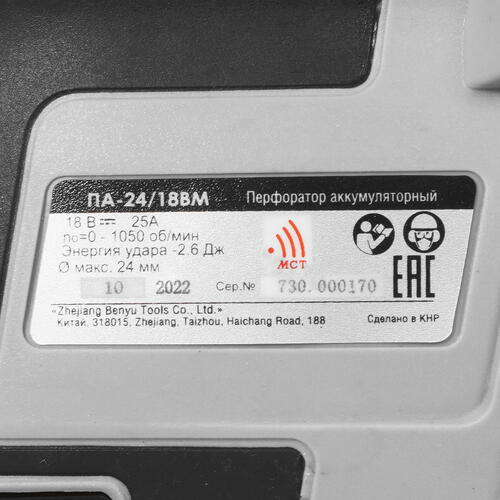 ПА-24/18ВМ Перфоратор аккумуляторный
18 В 25А
no=0 - 1050 об/мин
Энергия удара -2,6 Дж
Ø макс. 24 мм
МСТ
10 2022 Сер.№ 730.000170 ЕАС
«Zhejiang Benyu Tools Co., Ltd.»
Китай, 318015, Zhejiang, Taizhou, Haichang Road, 188 Сделано в КНР